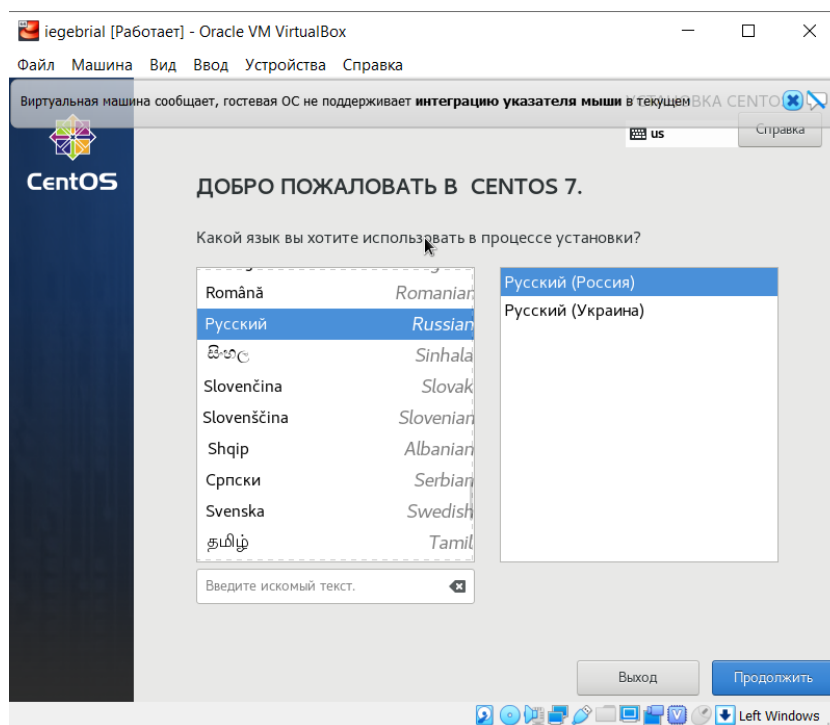 iegebrial [Работает] - Oracle VM VirtualBox
Файл Машина Вид Ввод Устройства Справка
Виртуальная машина сообщает, гостевая ОС не поддерживает интеграцию указателя мыши в текущем
УСТАНОВКА CENTO
us
Справка
CentOS
ДОБРО ПОЖАЛОВАТЬ В CENTOS 7.
Какой язык вы хотите использовать в процессе установки?
Română Romanian
Русский Russian
සිංහල Sinhala
Slovenčina Slovak
Slovenščina Slovenian
Shqip Albanian
Српски Serbian
Svenska Swedish
தமிழ் Tamil
Русский (Россия)
Русский (Украина)
Введите искомый текст.
Выход
Продолжить
Left Windows